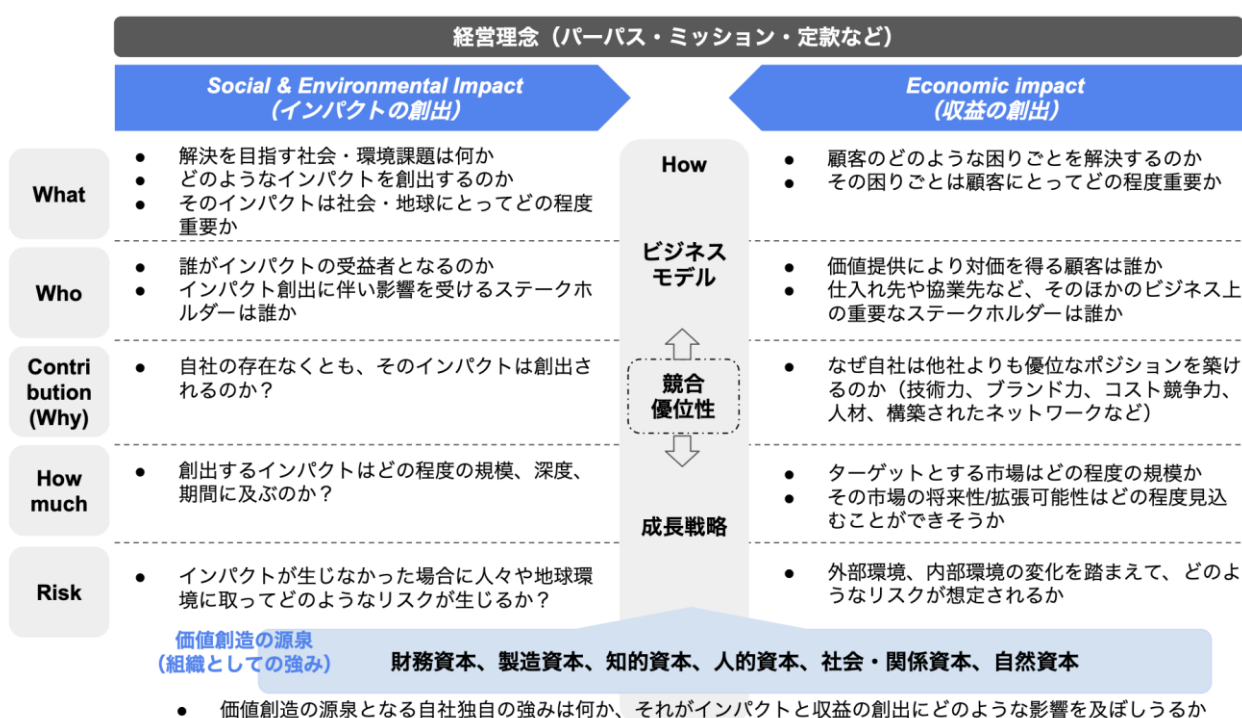 経営理念（パーパス・ミッション・定款など）
Social & Environmental Impact
（インパクトの創出）
Economic impact
（収益の創出）
What
● 解決を目指す社会・環境課題は何か
● どのようなインパクトを創出するのか
● そのインパクトは社会・地球にとってどの程度
重要か
How
● 顧客のどのような困りごとを解決するのか
● その困りごとは顧客にとってどの程度重要か
Who
● 誰がインパクトの受益者となるのか
● インパクト創出に伴い影響を受けるステークホ
ルダーは誰か
ビジネス
モデル
● 価値提供により対価を得る顧客は誰か
● 仕入れ先や協業先など、そのほかのビジネス上
の重要なステークホルダーは誰か
Contri
bution
(Why)
● 自社の存在なくとも、そのインパクトは創出さ
れるのか？
競合
優位性
● なぜ自社は他社よりも優位なポジションを築け
るのか（技術力、ブランド力、コスト競争力、
人材、構築されたネットワークなど）
How
much
● 創出するインパクトはどの程度の規模、深度、
期間に及ぶのか？
成長戦略
● ターゲットとする市場はどの程度の規模か
● その市場の将来性/拡張可能性はどの程度見込
むことができそうか
Risk
● インパクトが生じなかった場合に人々や地球環
境に取ってどのようなリスクが生じるか？
● 外部環境、内部環境の変化を踏まえて、どのよ
うなリスクが想定されるか
価値創造の源泉
（組織としての強み）
財務資本、製造資本、知的資本、人的資本、社会・関係資本、自然資本
● 価値創造の源泉となる自社独自の強みは何か、それがインパクトと収益の創出にどのような影響を及ぼしうるか